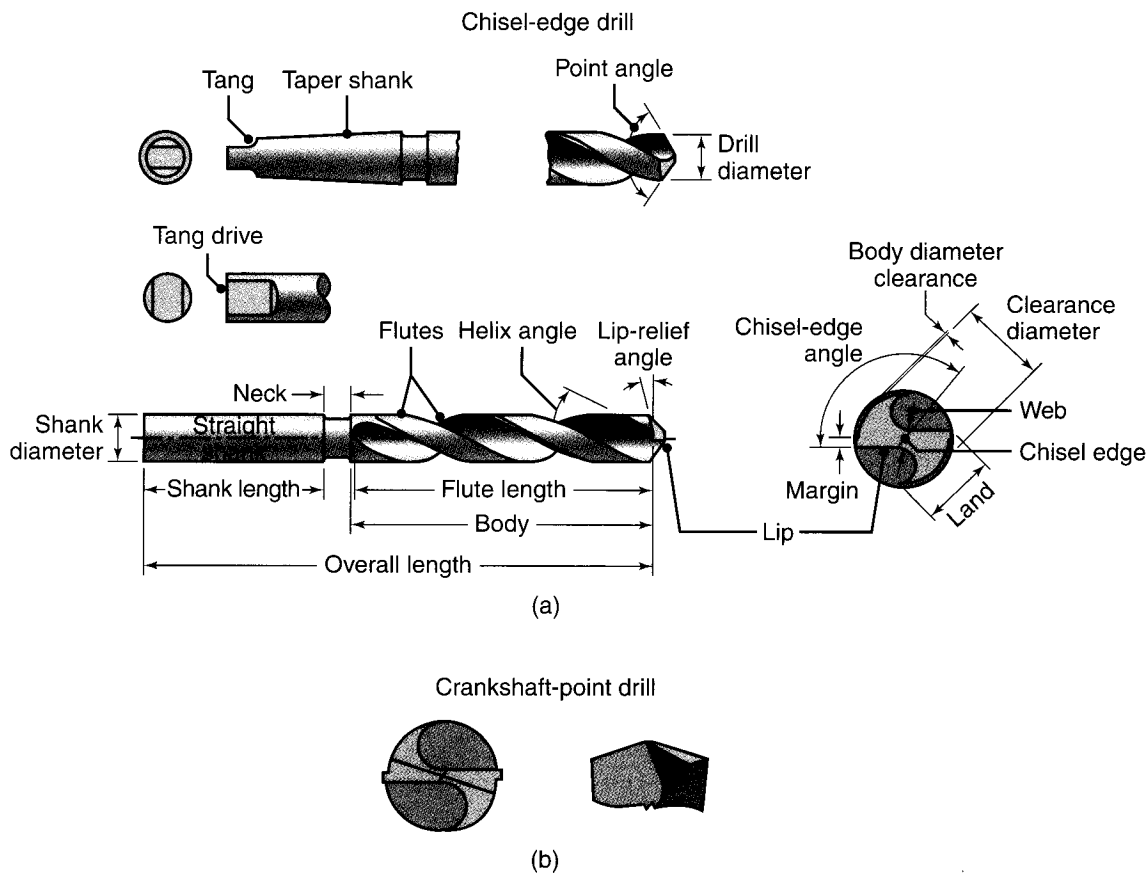 Chisel-edge drill
Tang
Taper shank
Point angle
Drill
diameter
Tang drive
Body diameter
clearance
Clearance
diameter
Chisel-edge
angle
Flutes
Helix angle
Lip-relief
angle
Neck
Shank
diameter
Straight
Web
Chisel edge
Shank length
Flute length
Margin
Land
Body
Lip
Overall length
(a)
Crankshaft-point drill
(b)